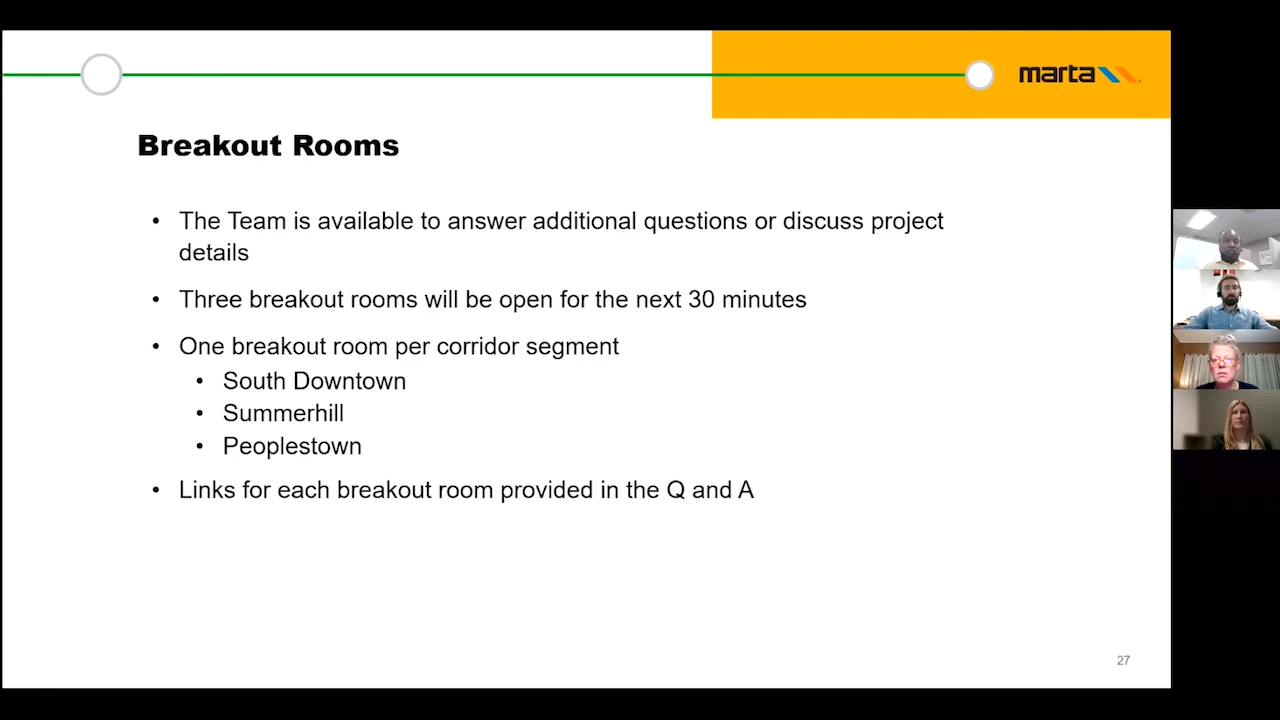 marta
Breakout Rooms
• The Team is available to answer additional questions or discuss project
details
• Three breakout rooms will be open for the next 30 minutes
• One breakout room per corridor segment
• South Downtown
• Summerhill
• Peoplestown
• Links for each breakout room provided in the Q and A
27